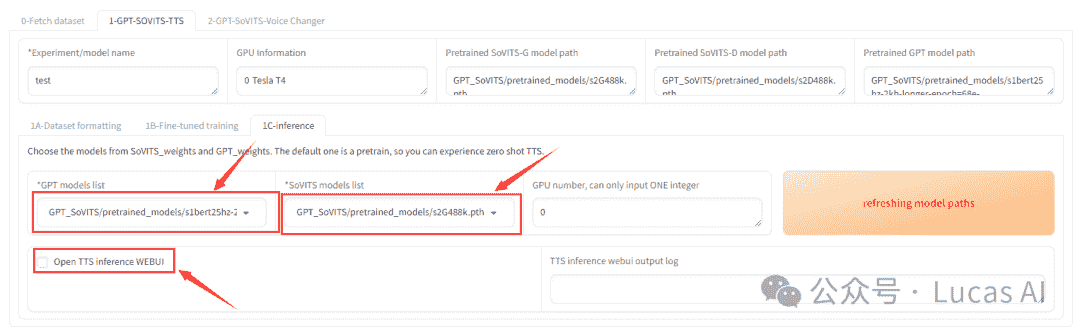 0-Fetch dataset
1-GPT-SOVITS-TTS
2-GPT-SoVITS-Voice Changer
*Experiment/model name
GPU Information
Pretrained SoVITS-G model path
Pretrained SoVITS-D model path
Pretrained GPT model path
test
0 Tesla T4
GPT_SoVITS/pretrained_models/s2G488k.
pth
GPT_SoVITS/pretrained_models/s2D488k.
pth
GPT_SoVITS/pretrained_models/s1bert25
hz-2kh-longer-epoch=68e-
1A-Dataset formatting
1B-Fine-tuned training
1C-inference
Choose the models from SoVITS_weights and GPT_weights. The default one is a pretrain, so you can experience zero shot TTS.
*GPT models list
*SoVITS models list
GPU number, can only input ONE integer
GPT_SoVITS/pretrained_models/s1bert25hz-2
GPT_SoVITS/pretrained_models/s2G488k.pth
0
refreshing model paths
Open TTS inference WEBUI
TTS inference webui output log
公众号 · Lucas AI